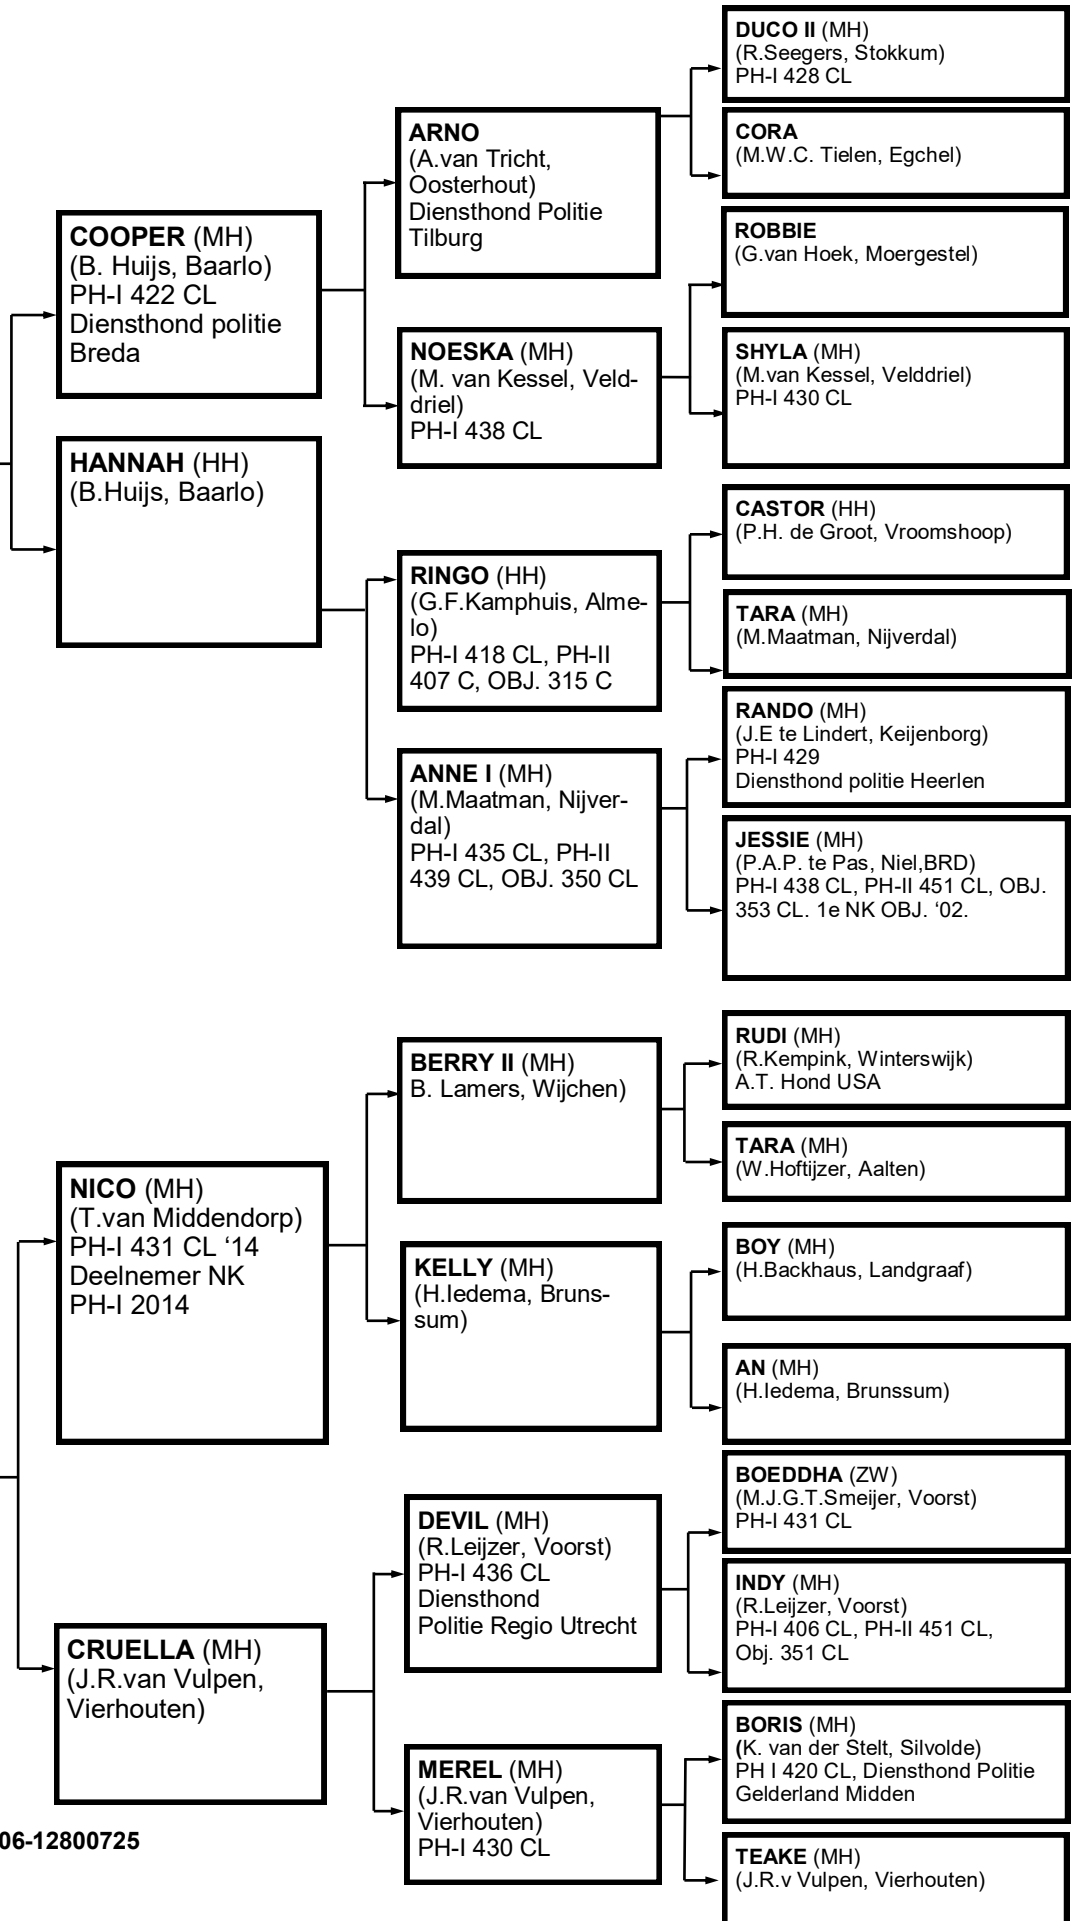 DUCO II (MH)
(R.Seegers, Stokkum)
PH-I 428 CL
CORA
(M.W.C. Tielen, Egchel)
ARNO
(A.van Tricht,
Oosterhout)
Diensthond Politie
Tilburg
ROBBIE
(G.van Hoek, Moergestel)
SHYLA (MH)
(M.van Kessel, Velddriel)
PH-I 430 CL
NOESKA (MH)
(M. van Kessel, Veld-
driel)
PH-I 438 CL
COOPER (MH)
(B. Huijs, Baarlo)
PH-I 422 CL
Diensthond politie
Breda
HANNAH (HH)
(B.Huijs, Baarlo)
CASTOR (HH)
(P.H. de Groot, Vroomshoop)
TARA (MH)
(M.Maatman, Nijverdal)
RINGO (HH)
(G.F.Kamphuis, Alme-
lo)
PH-I 418 CL, PH-II
407 C, OBJ. 315 C
RANDO (MH)
(J.E te Lindert, Keijenborg)
PH-I 429
Diensthond politie Heerlen
JESSIE (MH)
(P.A.P. te Pas, Niel,BRD)
PH-I 438 CL, PH-II 451 CL, OBJ.
353 CL. 1e NK OBJ. ‘02.
ANNE I (MH)
(M.Maatman, Nijver-
dal)
PH-I 435 CL, PH-II
439 CL, OBJ. 350 CL
RUDI (MH)
(R.Kempink, Winterswijk)
A.T. Hond USA
TARA (MH)
(W.Hoftijzer, Aalten)
BERRY II (MH)
B. Lamers, Wijchen)
BOY (MH)
(H.Backhaus, Landgraaf)
AN (MH)
(H.Iedema, Brunssum)
KELLY (MH)
(H.Iedema, Bruns-
sum)
NICO (MH)
(T.van Middendorp)
PH-I 431 CL ‘14
Deelnemer NK
PH-I 2014
BOEDDHA (ZW)
(M.J.G.T.Smeijer, Voorst)
PH-I 431 CL
INDY (MH)
(R.Leijzer, Voorst)
PH-I 406 CL, PH-II 451 CL,
Obj. 351 CL
DEVIL (MH)
(R.Leijzer, Voorst)
PH-I 436 CL
Diensthond
Politie Regio Utrecht
CRUELLA (MH)
(J.R.van Vulpen,
Vierhouten)
BORIS (MH)
(K. van der Stelt, Silvolde)
PH I 420 CL, Diensthond Politie
Gelderland Midden
TEAKE (MH)
(J.R.v Vulpen, Vierhouten)
MEREL (MH)
(J.R.van Vulpen,
Vierhouten)
PH-I 430 CL
06-12800725